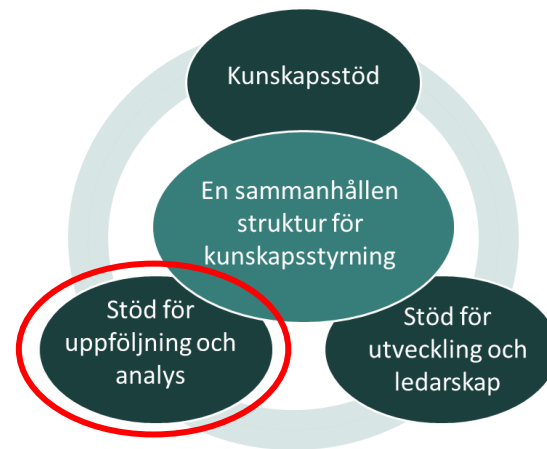 Kunskapsstöd
En sammanhållen
struktur för
kunskapsstyrning
Stöd för
uppföljning och
analys
Stöd för
utveckling och
ledarskap